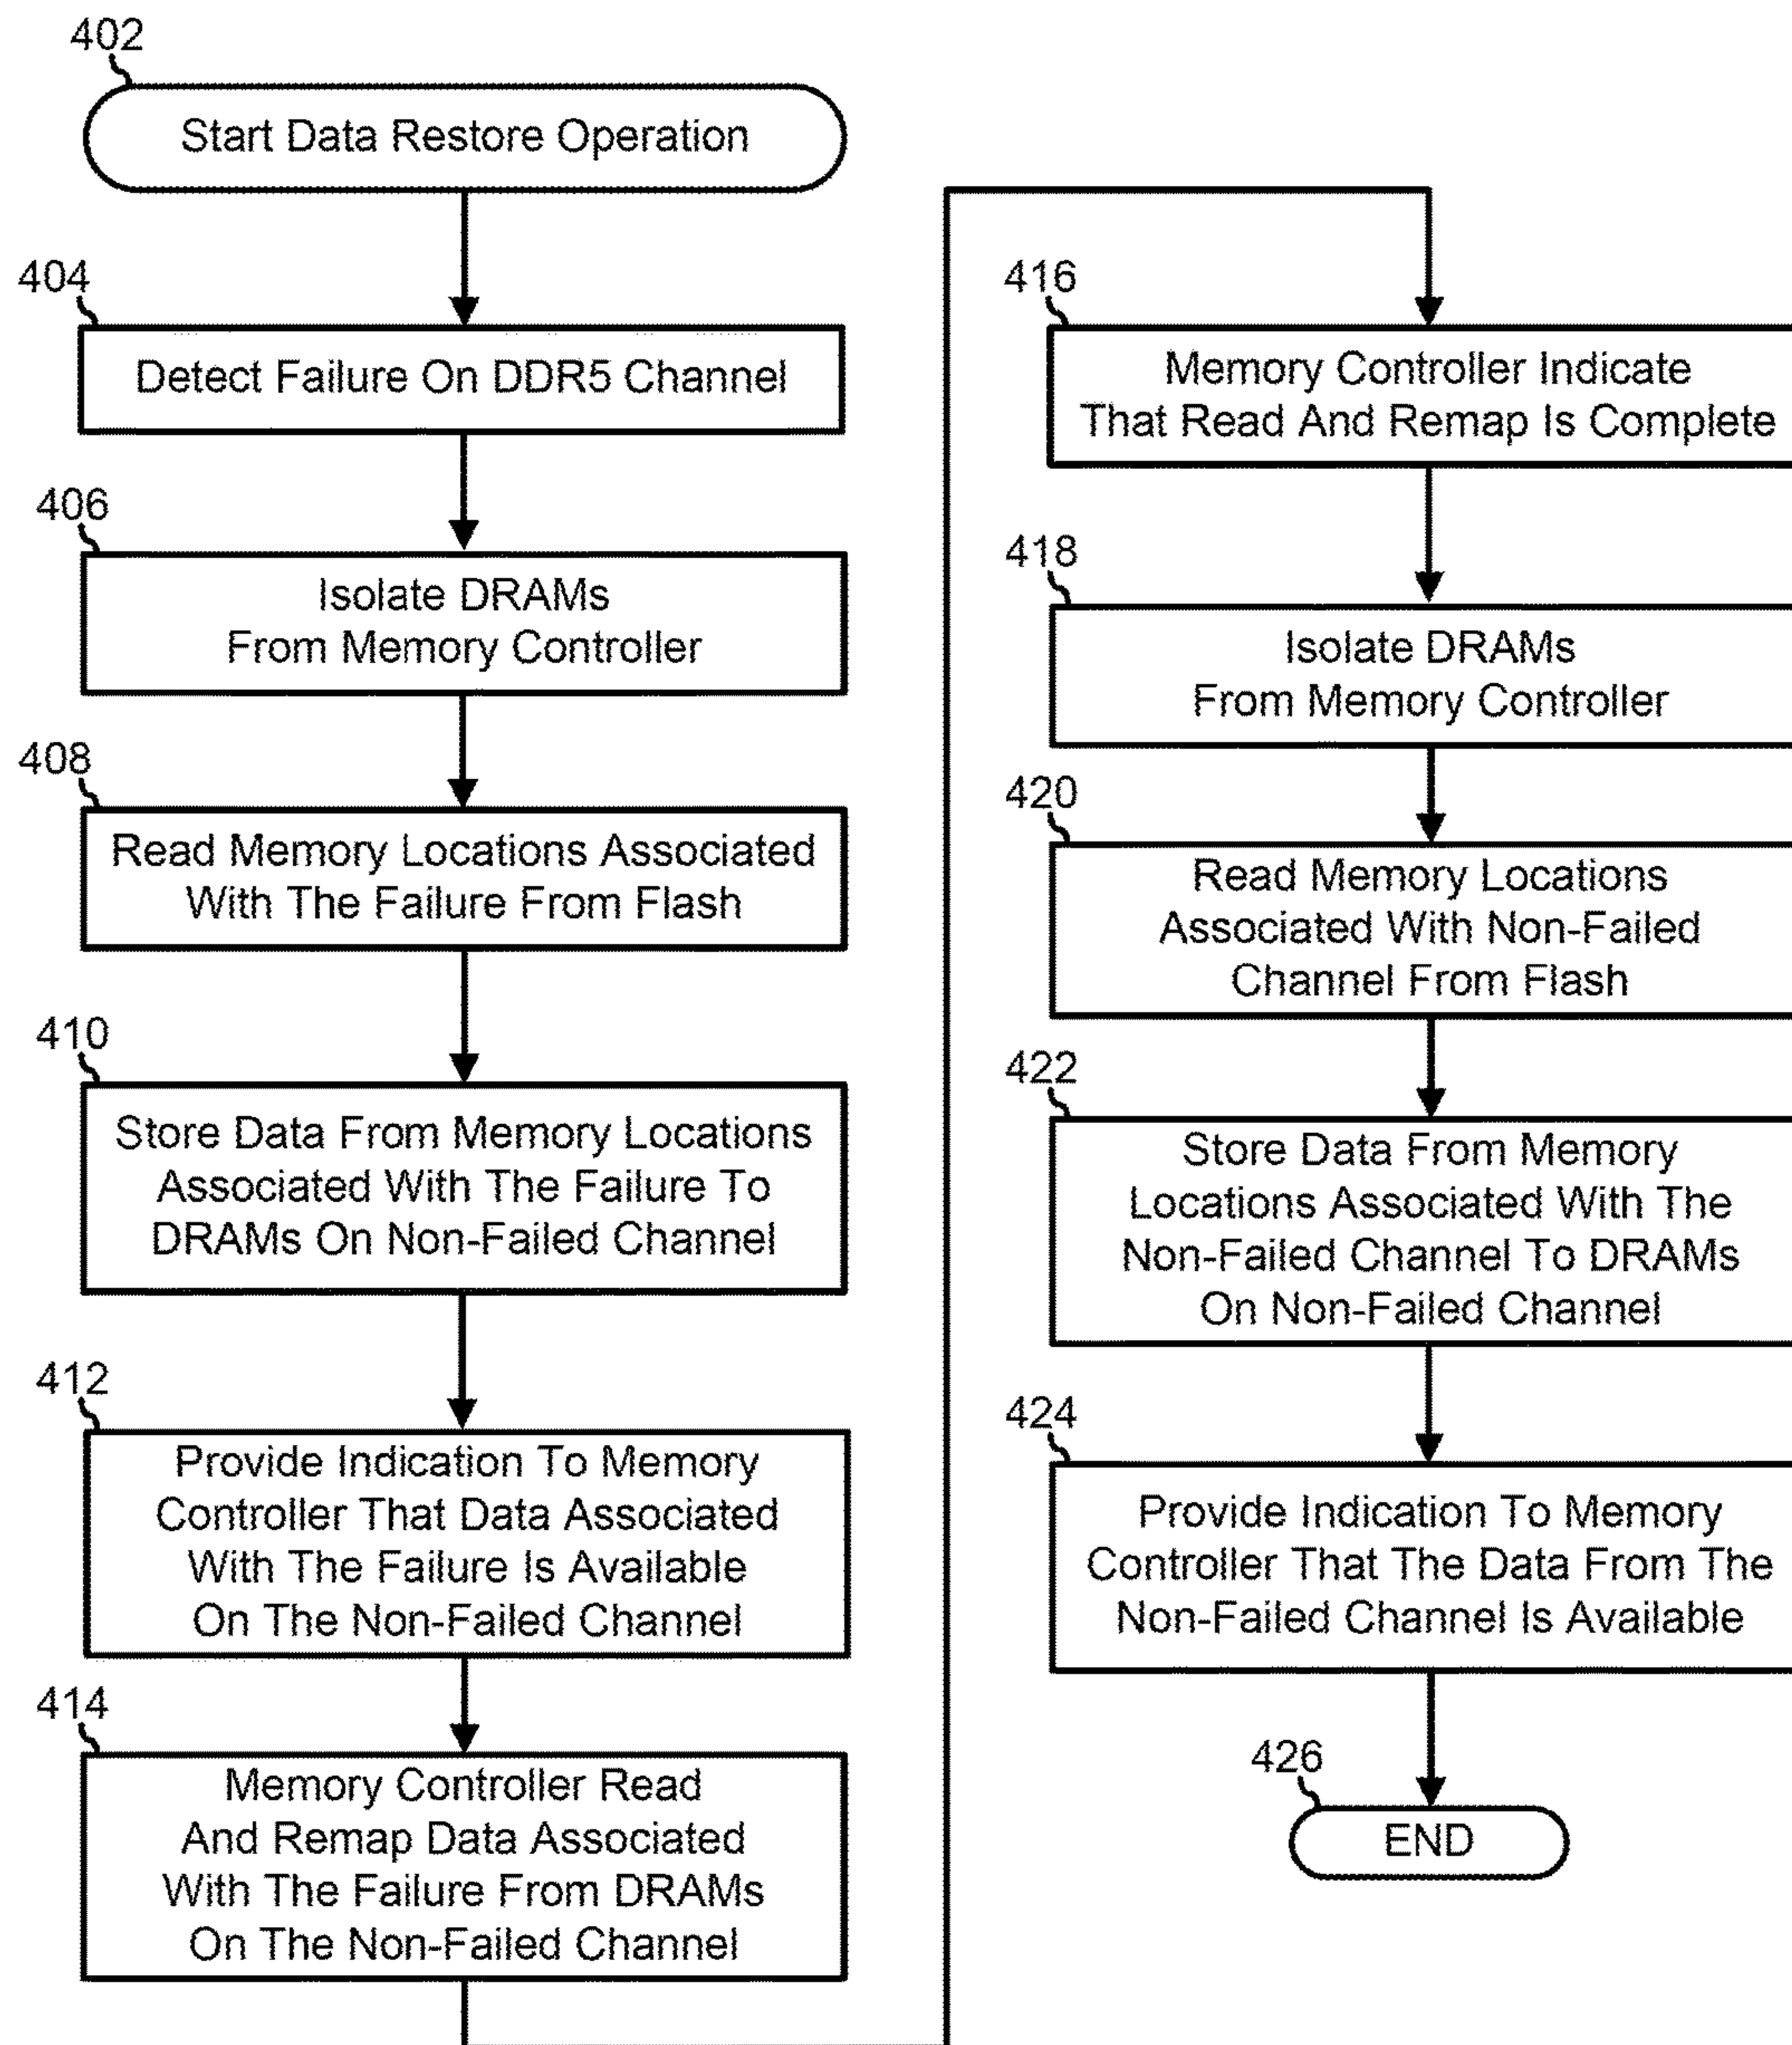 402
Start Data Restore Operation
404
Detect Failure On DDR5 Channel
406
Isolate DRAMs
From Memory Controller
408
Read Memory Locations Associated
With The Failure From Flash
410
Store Data From Memory Locations
Associated With The Failure To
DRAMs On Non-Failed Channel
412
Provide Indication To Memory
Controller That Data Associated
With The Failure Is Available
On The Non-Failed Channel
414
Memory Controller Read
And Remap Data Associated
With The Failure From DRAMs
On The Non-Failed Channel
416
Memory Controller Indicate
That Read And Remap Is Complete
418
Isolate DRAMs
From Memory Controller
420
Read Memory Locations
Associated With Non-Failed
Channel From Flash
422
Store Data From Memory
Locations Associated With The
Non-Failed Channel To DRAMs
On Non-Failed Channel
424
Provide Indication To Memory
Controller That The Data From The
Non-Failed Channel Is Available
426
END